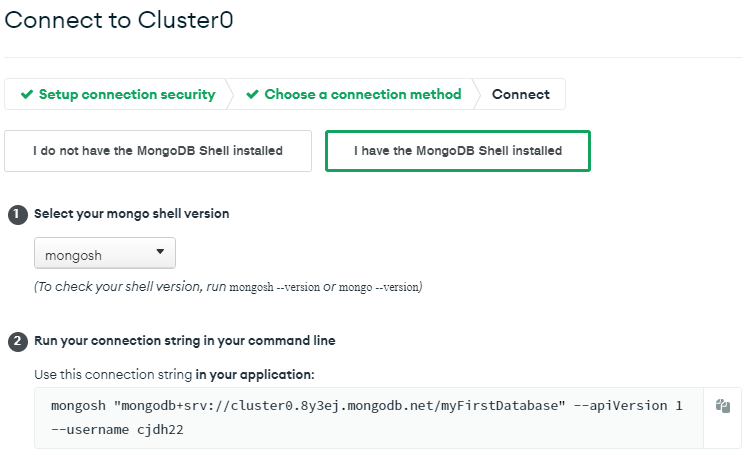 Connect to Cluster0
Setup connection security
Choose a connection method
Connect
I do not have the MongoDB Shell installed
I have the MongoDB Shell installed
1 Select your mongo shell version
mongosh
(To check your shell version, run mongosh --version or mongo --version)
2 Run your connection string in your command line
Use this connection string in your application:
mongosh "mongodb+srv://cluster0.8y3ej.mongodb.net/myFirstDatabase" --apiVersion 1
--username cjdh22